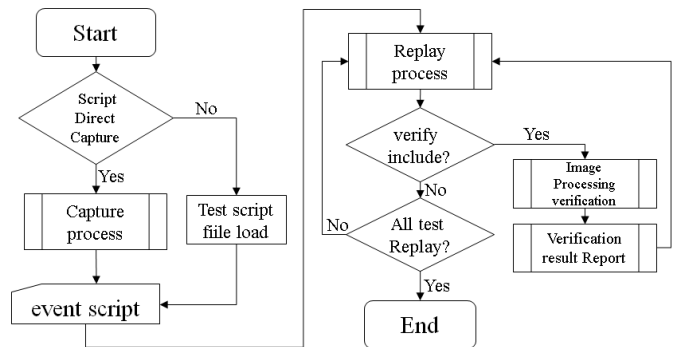 Start
Script
Direct
Capture
No
Yes
Capture
process
Test script
fiile load
event script
Replay
process
verify
include?
Yes
No
Image
Processing
verification
Verification
result Report
All test
Replay?
No
Yes
End